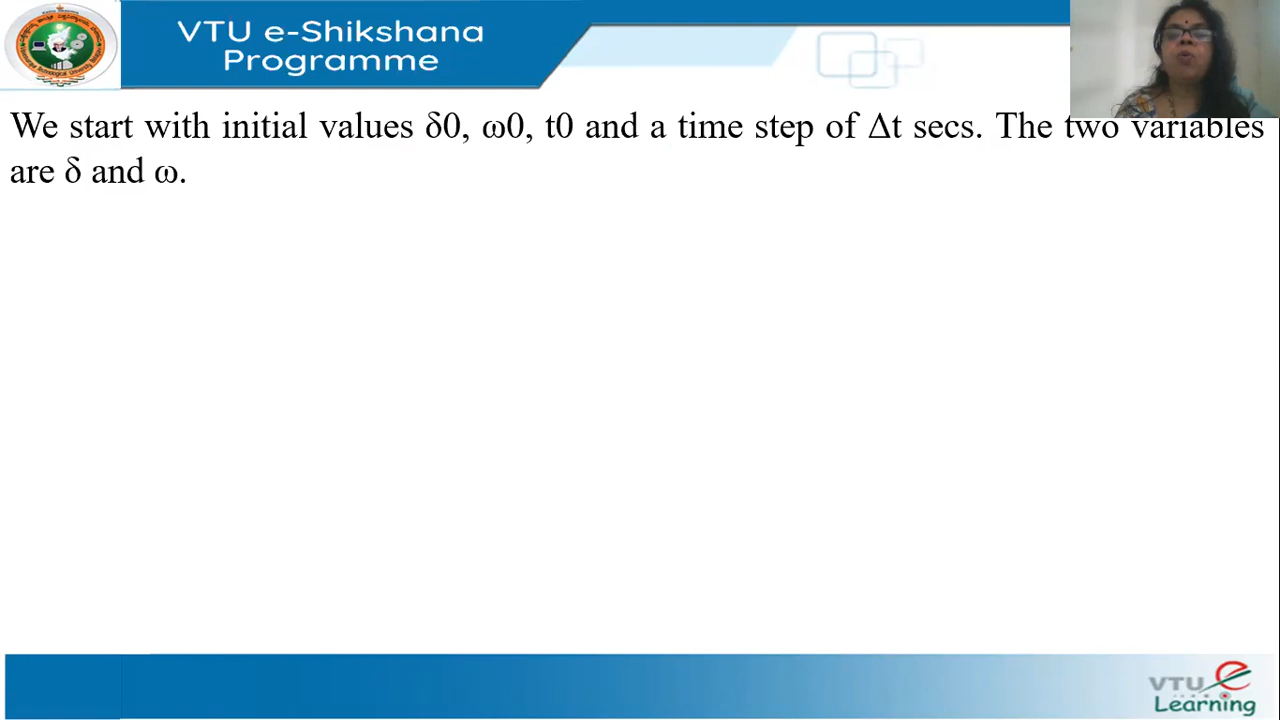 VTU e-Shikshana
Programme
We start with initial values δ0, ω0, t0 and a time step of Δt secs. The two variables
are δ and ω.
VTU e
Learning